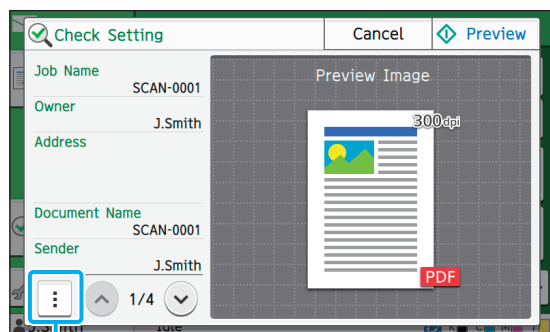 Check Setting
Cancel
Preview
Job Name
SCAN-0001
Owner
J.Smith
Address
Document Name
SCAN-0001
Sender
J.Smith
1/4
Preview Image
300dpi
PDF
J.Smith
Idle
K
C
M
Y